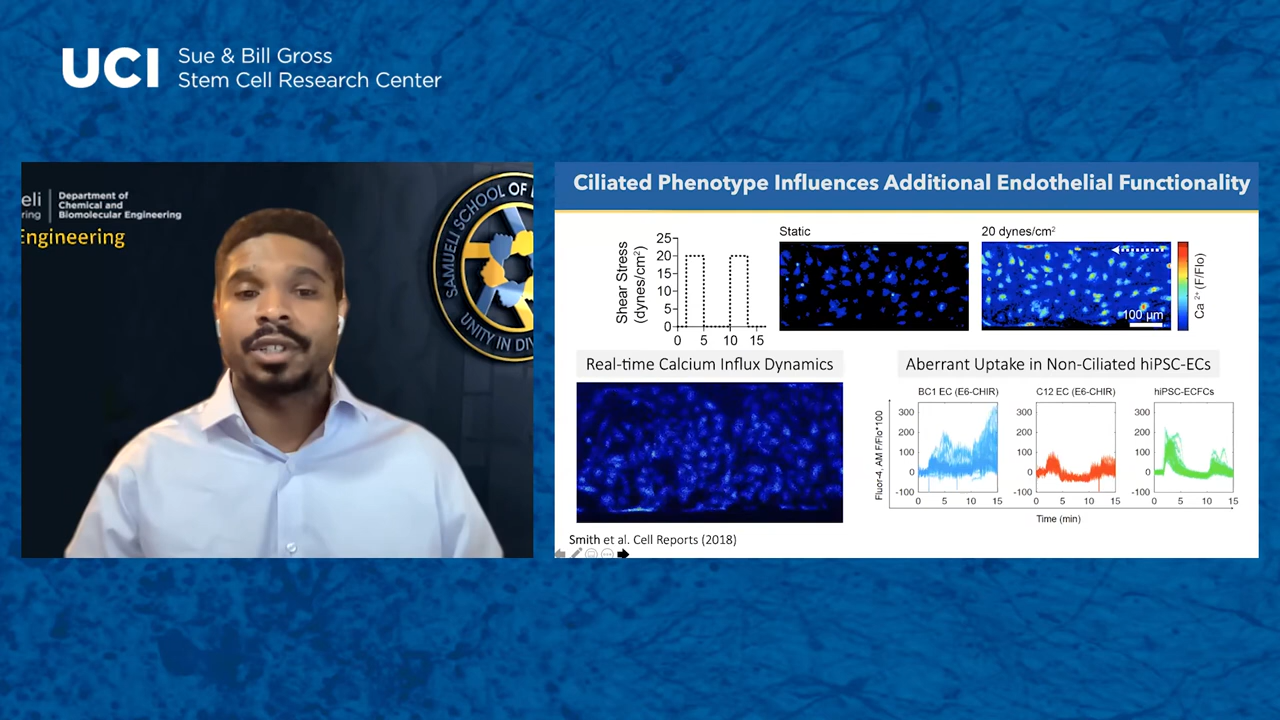 UCI
Sue & Bill Gross
Stem Cell Research Center
eli
ring
Department of
Chemical and
Biomolecular Engineering
Engineering
SAMUELI SCHOOL OF
UNITY IN DI
Ciliated Phenotype Influences Additional Endothelial Functionality
Shear Stress
(dynes/cm²)
25
20
15
10
5
0
0 5 10 15
Static
20 dynes/cm²
100 µm
Ca ²⁺ (F/Flo)
Real-time Calcium Influx Dynamics
Aberrant Uptake in Non-Ciliated hiPSC-ECs
BC1 EC (E6-CHIR)
C12 EC (E6-CHIR)
hiPSC-ECFCs
Fluor-4, AM F/Flo*100
300
200
100
0
-100
0 5 10 15
300
200
100
0
-100
0 5 10 15
300
200
100
0
-100
0 5 10 15
Time (min)
Smith et al. Cell Reports (2018)